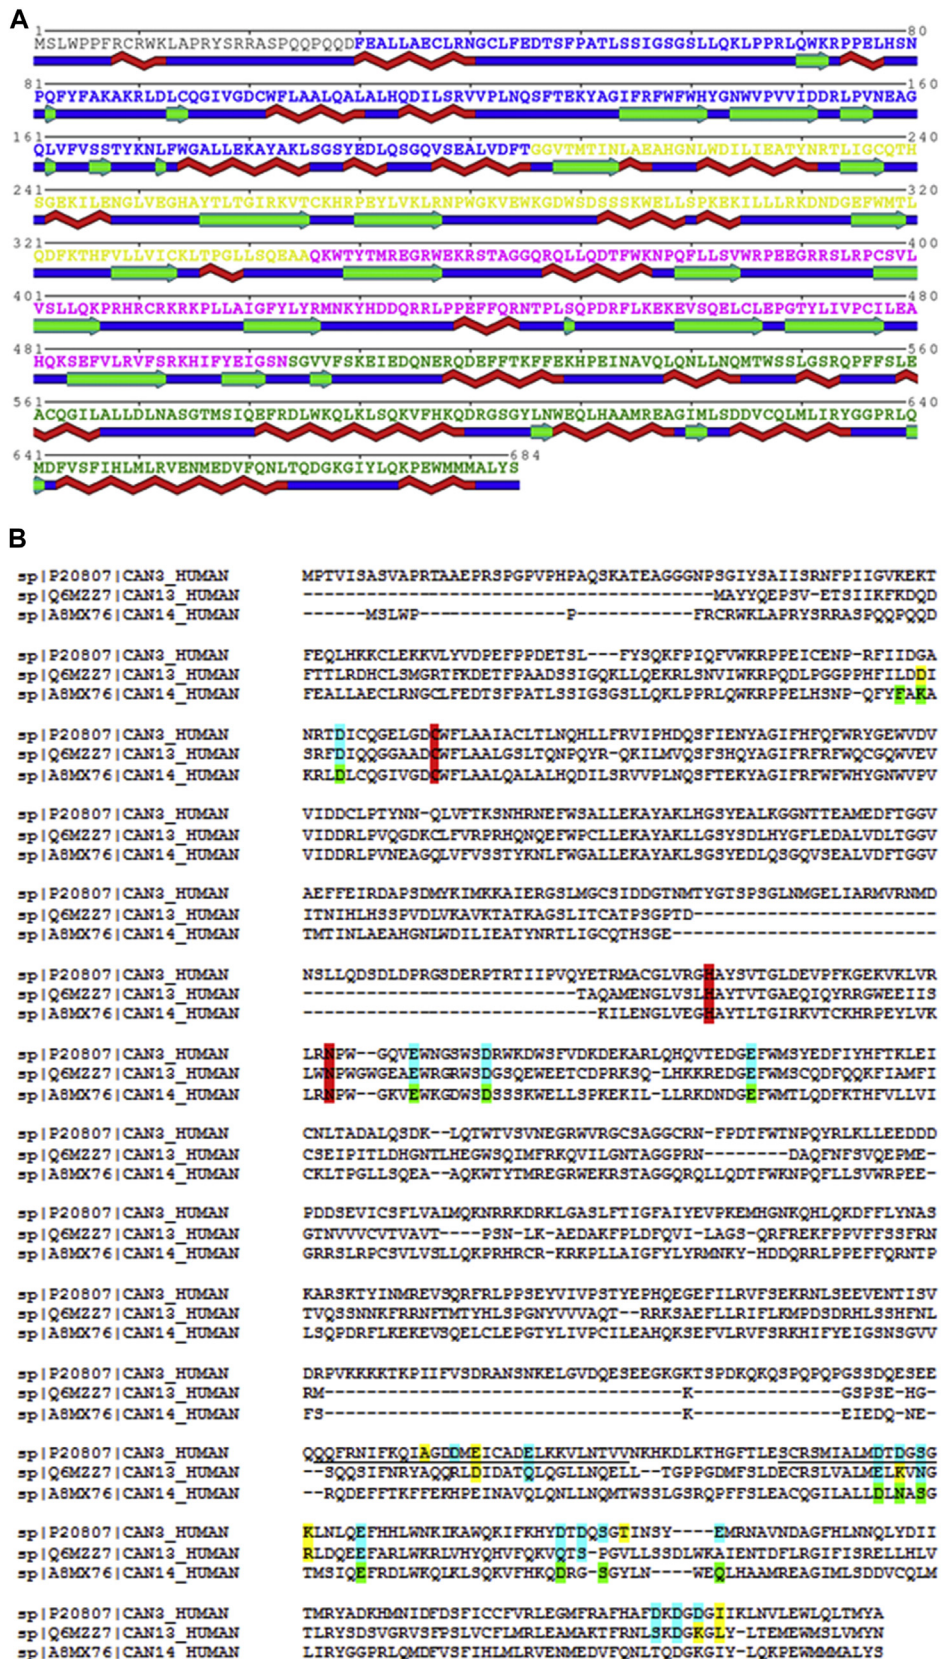 A
1 80
MSLWPPFRCRWKLAPRYSRRASPQQPQQDFEALLAECLRNGCLFEDTSFPATLSSIGSGSLLQKLPPRLQWKRPPELHSN
81 160
PQFYFAKAKRLDLCQGIVGDCWFLAALQALALHQDILSRVVPLNQSFTEKYAGIFRFWFWHYGNWVPVVIDDRLPVNEAG
161 240
QLVFVSSTYKNLFWGALLEKAYAKLSGSYEDLQSGQVSEALVDFTGGVTMTINLAEAHGNLWDILIEATYNRTLIGCQTH
241 320
SGEKILENGLVEGHAYTLTGIRKVTCKHRPEYLVKLRNPWGKVEWKGDWSDSSSKWELLSPKEKILLLRKDNDGEFWMTL
321 400
QDFKTHFVLLVICKLTPGLLSQEAAQKWTYTMREGRWEKRSTAGGQRQLLQDTFWKNPQFLLSVWRPEEGRRSLRPCSVL
401 480
VSLLQKPRHRCRKRKPLLAIGFYLYRMNKYHDDQRRLPPEFFQRNTPLSQPDRFLKEKEVSQELCLEPGTYLIVPCILEA
481 560
HQKSEFVLRVFSRKHIFYEIGSNSGVVFSKEIEDQNERQDEFFTKFFEKHPEINAVQLQNLLNQMTWSSLGSRQPFFSLE
561 640
ACQGILALLDLNASGTMSIQEFRDLWKQLKLSQKVFHKQDRGSGYLNWEQLHAAMREAGIMLSDDVCQLMLIRYGGPRLQ
641 684
MDFVSFIHLMLRVENMEDVFQNLTQDGKGIYLQKPEWMMMALYS
B
sp|P20807|CAN3_HUMAN MPTVISASVAPRTAAEPRSPGPVPHPAQSKATEAGGGNPSGIYSAIISRNFPIIGVKEKT
sp|Q6MZZ7|CAN13_HUMAN ---------------------------------------MAYYQEPSV-ETSIIKFKDQD
sp|A8MX76|CAN14_HUMAN ------MSLWP--------------P-----------FRCRWKLAPRYSRRASPQQPQQD
sp|P20807|CAN3_HUMAN FEQLHKKCLEKKVLYVDPEFPPDETSL---FYSQKFPIQFVWKRPPEICENP-RFIIDGA
sp|Q6MZZ7|CAN13_HUMAN FTTLRDHCLSMGRTFKDETFPAADSSIGQKLLQEKRLSNVIWKRPQDLPGGPPHFILDDI
sp|A8MX76|CAN14_HUMAN FEALLAECLRNGCLFEDTSFPATLSSIGSGSLLQKLPPRLQWKRPPELHSNP-QFYFAKA
sp|P20807|CAN3_HUMAN NRTDICQGELGDCWFLAAIACLTLNQHLLFRVIPHDQSFIENYAGIFHFQFWRYGEWVDV
sp|Q6MZZ7|CAN13_HUMAN SRFDIQQGGAADCWFLAALGSLTQNPQYR-QKILMVQSFSHQYAGIFRFRFWQCGQWVEV
sp|A8MX76|CAN14_HUMAN KRLDLCQGIVGDCWFLAALQALALHQDILSRVVPLNQSFTEKYAGIFRFWFWHYGNWVPV
sp|P20807|CAN3_HUMAN VIDDCLPTYNN-QLVFTKSNHRNEFWSALLEKAYAKLHGSYEALKGGNTTEAMEDFTGGV
sp|Q6MZZ7|CAN13_HUMAN VIDDRLPVQGDKCLFVRPRHQNQEFWPCLLEKAYAKLLGSYSDLHYGFLEDALVDLTGGV
sp|A8MX76|CAN14_HUMAN VIDDRLPVNEAGQLVFVSSTYKNLFWGALLEKAYAKLSGSYEDLQSGQVSEALVDFTGGV
sp|P20807|CAN3_HUMAN AEFFEIRDAPSDMYKIMKKAIERGSLMGCSIDDGTNMTYGTSPSGLNMGELIARMVRNMD
sp|Q6MZZ7|CAN13_HUMAN ITNIHLHSSPVDLVKAVKTATKAGSLITCATPSGPTD-----------------------
sp|A8MX76|CAN14_HUMAN TMTINLAEAHGNLWDILIEATYNRTLIGCQTHSGE-------------------------
sp|P20807|CAN3_HUMAN NSLLQDSDLDPRGSDERPTRTIIPVQYETRMACGLVRGHAYSVTGLDEVPFKGEKVKLVR
sp|Q6MZZ7|CAN13_HUMAN --------------------------TAQAMENGLVSLHAYTVTGAEQIQYRRGWEEIIS
sp|A8MX76|CAN14_HUMAN ----------------------------KILENGLVEGHAYTLTGIRKVTCKHRPEYLVK
sp|P20807|CAN3_HUMAN LRNPW--GQVEWNGSWSDRWKDWSFVDKDEKARLQHQVTEDGEFWMSYEDFIYHFTKLEI
sp|Q6MZZ7|CAN13_HUMAN LWNPWGWGEAEWRGRWSDGSQEWEETCDPRKSQ-LHKKREDGEFWMSCQDFQQKFIAMFI
sp|A8MX76|CAN14_HUMAN LRNPW--GKVEWKGDWSDSSSKWELLSPKEKIL-LLRKDNDGEFWMTLQDFKTHFVLLVI
sp|P20807|CAN3_HUMAN CNLTADALQSDK--LQTWTVSVNEGRWVRGCSAGGCRN-FPDTFWTNPQYRLKLLEEDDD
sp|Q6MZZ7|CAN13_HUMAN CSEIPITLDHGNTLHEGWSQIMFRKQVILGNTAGGPRN--------DAQFNFSVQEPME-
sp|A8MX76|CAN14_HUMAN CKLTPGLLSQEA--AQKWTYTMREGRWEKRSTAGGQRQLLQDTFWKNPQFLLSVWRPEE-
sp|P20807|CAN3_HUMAN PDDSEVICSFLVALMQKNRRKDRKLGASLFTIGFAIYEVPKEMHGNKQHLQKDFFLYNAS
sp|Q6MZZ7|CAN13_HUMAN GTNVVVCVTVAVT----PSN-LK-AEDAKFPLDFQVI-LAGS-QRFREKFPPVFFSSFRN
sp|A8MX76|CAN14_HUMAN GRRSLRPCSVLVSLLQKPRHRCR-KRKPLLAIGFYLYRMNKY-HDDQRRLPPEFFQRNTP
sp|P20807|CAN3_HUMAN KARSKTYINMREVSQRFRLPPSEYVIVPSTYEPHQEGEFILRVFSEKRNLSEEVENTISV
sp|Q6MZZ7|CAN13_HUMAN TVQSSNNKFRRNFTMTYHLSPGNYVVVAQT--RRKSAEFLLRIFLKMPDSDRHLSSHFNL
sp|A8MX76|CAN14_HUMAN LSQPDRFLKEKEVSQELCLEPGTYLIVPCILEAHQKSEFVLRVFSRKHIFYEIGSNSGVV
sp|P20807|CAN3_HUMAN DRPVKKKKTKPIIFVSDRANSNKELGVDQESEEGKGKTSPDKQKQSPQPQPGSSDQESEE
sp|Q6MZZ7|CAN13_HUMAN RM----------------------------------K--------------GSPSE-HG-
sp|A8MX76|CAN14_HUMAN FS----------------------------------K--------------EIEDQ-NE-
sp|P20807|CAN3_HUMAN QQQFRNIFKQIAGDDMEICADELKKVLNTVVNKHKDLKTHGFTLESCRSMIALMDTDGSG
sp|Q6MZZ7|CAN13_HUMAN --SQQSIFNRYAQQRLDIDATQLQGLLNQELL--TGPPGDMFSLDECRSLVALMELKVNG
sp|A8MX76|CAN14_HUMAN --RQDEFFTKFFEKHPEINAVQLQNLLNQMTWSSLGSRQPFFSLEACQGILALLDLNASG
sp|P20807|CAN3_HUMAN KLNLQEFHHLWNKIKAWQKIFKHYDTDQSGTINSY----EMRNAVNDAGFHLNNQLYDII
sp|Q6MZZ7|CAN13_HUMAN RLDQEEFARLWKRLVHYQHVFQKVQTS-PGVLLSSDLWKAIENTDFLRGIFISRELLHLV
sp|A8MX76|CAN14_HUMAN TMSIQEFRDLWKQLKLSQKVFHKQDRG-SGYLN----WEQLHAAMREAGIMLSDDVCQLM
sp|P20807|CAN3_HUMAN TMRYADKHMNIDFDSFICCFVRLEGMFRAFHAFDKDGDGIIKLNVLEWLQLTMYA
sp|Q6MZZ7|CAN13_HUMAN TLRYSDSVGRVSFPSLVCFLMRLEAMAKTFRNLSKDGKGLY-LTEMEWMSLVMYN
sp|A8MX76|CAN14_HUMAN LIRYGGPRLQMDFVSFIHLMLRVENMEDVFQNLTQDGKGIY-LQKPEWMMMALYS